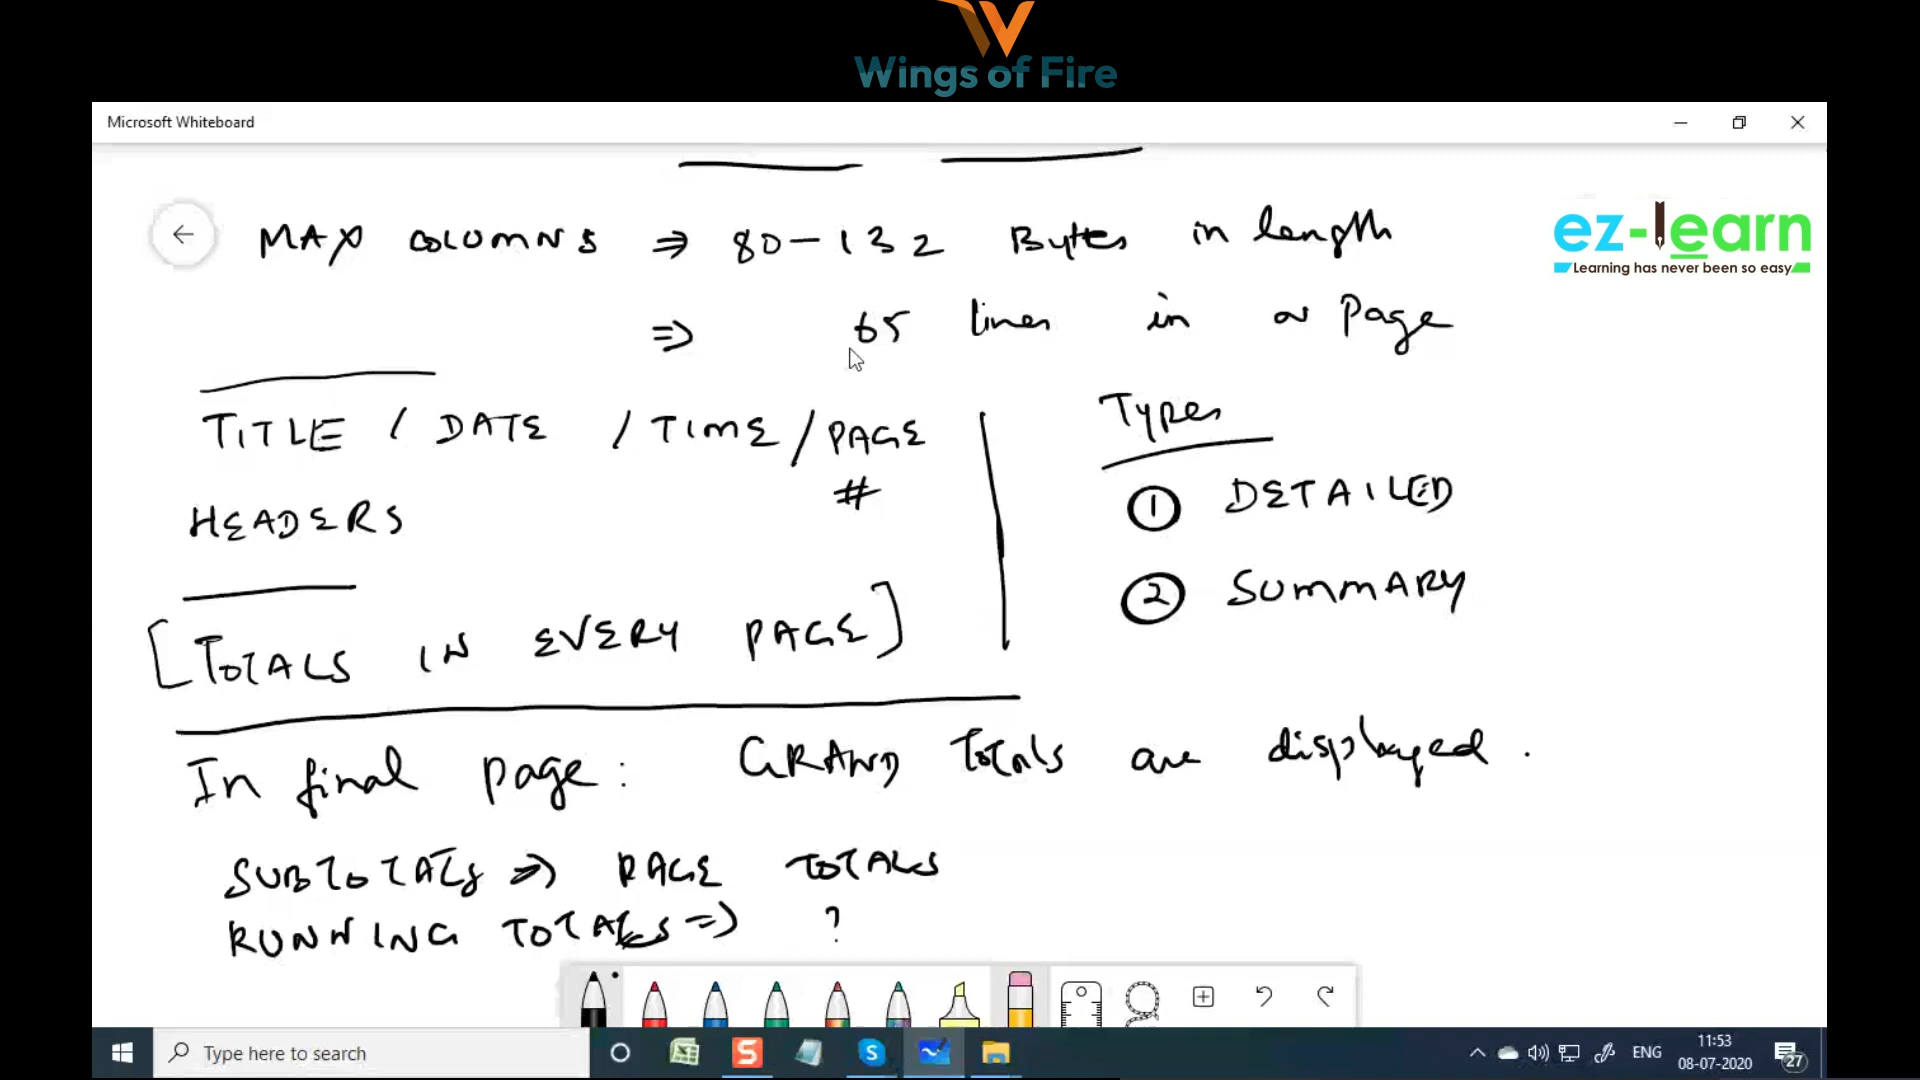 Wings of Fire
Microsoft Whiteboard
MAX COLUMNS ⇒ 80-132 Bytes in length
ez-learn
Learning has never been so easy
⇒ 65 lines in a Page
TITLE / DATE / TIME / PAGE #
HEADERS
[TOTALS IN EVERY PAGE]
Types
① DETAILED
② SUMMARY
In final page: GRAND Totals are displayed.
SUBTOTALS ⇒ PAGE TOTALS
RUNNING TOTALS ⇒ ?
Type here to search
ENG
11:53
08-07-2020
27